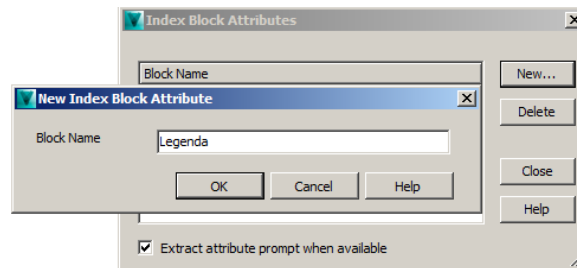 Index Block Attributes
Block Name
New...
New Index Block Attribute
Delete
Block Name
Legenda
OK
Cancel
Help
Close
Help
Extract attribute prompt when available